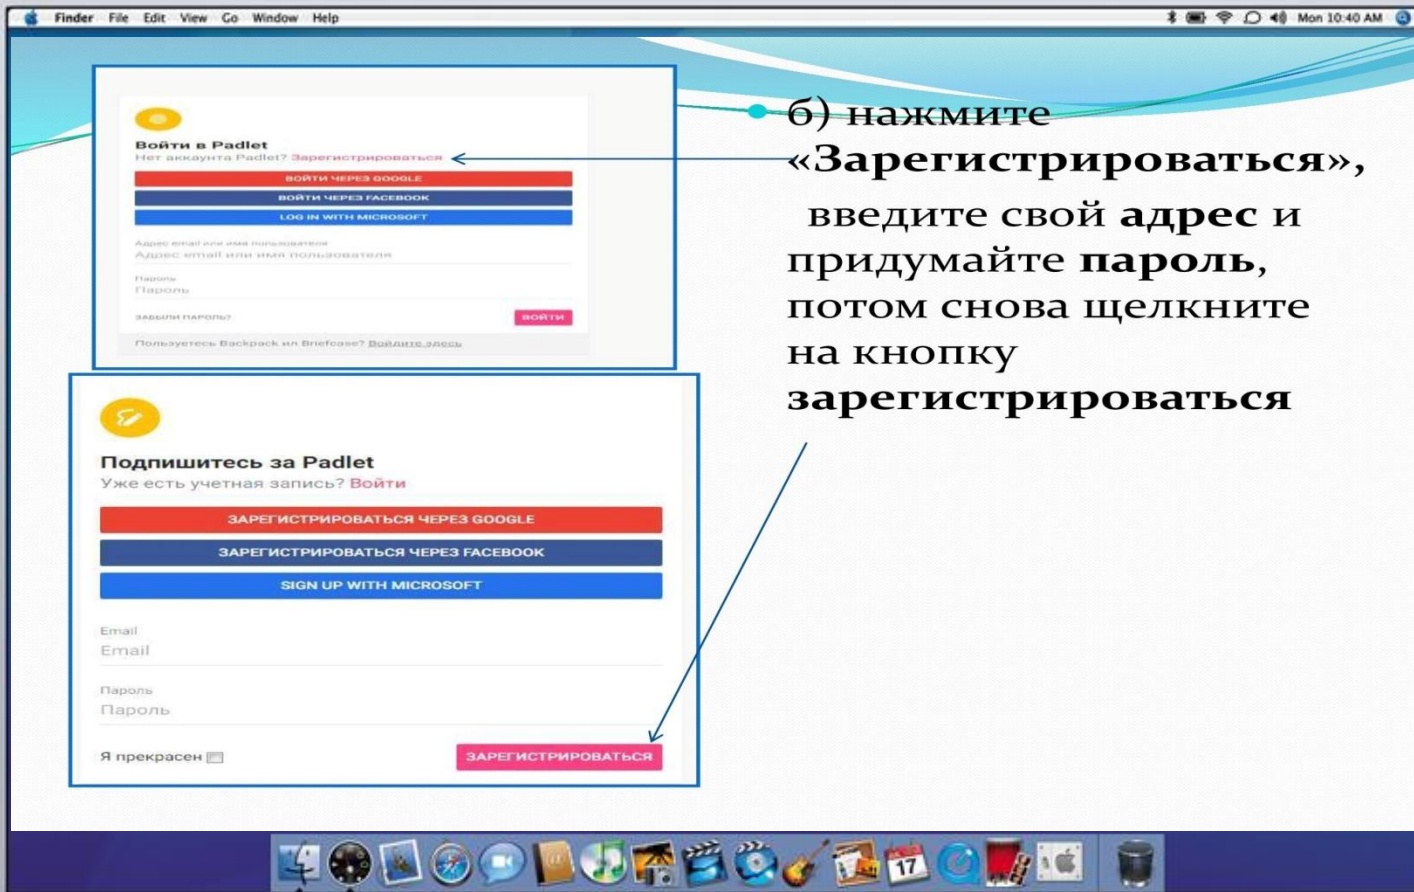 Finder File Edit View Go Window Help
Mon 10:40 AM
Войти в Padlet
Нет аккаунта Padlet? Зарегистрироваться
ВОЙТИ ЧЕРЕЗ GOOGLE
ВОЙТИ ЧЕРЕЗ FACEBOOK
LOG IN WITH MICROSOFT
Адрес email или имя пользователя
Адрес email или имя пользователя
Пароль
Пароль
ЗАБЫЛИ ПАРОЛЬ?
ВОЙТИ
Пользуетесь Backpack ил Briefcase? Войдите здесь
Подпишитесь за Padlet
Уже есть учетная запись? Войти
ЗАРЕГИСТРИРОВАТЬСЯ ЧЕРЕЗ GOOGLE
ЗАРЕГИСТРИРОВАТЬСЯ ЧЕРЕЗ FACEBOOK
SIGN UP WITH MICROSOFT
Email
Email
Пароль
Пароль
Я прекрасен
ЗАРЕГИСТРИРОВАТЬСЯ
б) нажмите
«Зарегистрироваться»,
введите свой адрес и
придумайте пароль,
потом снова щелкните
на кнопку
зарегистрироваться
17